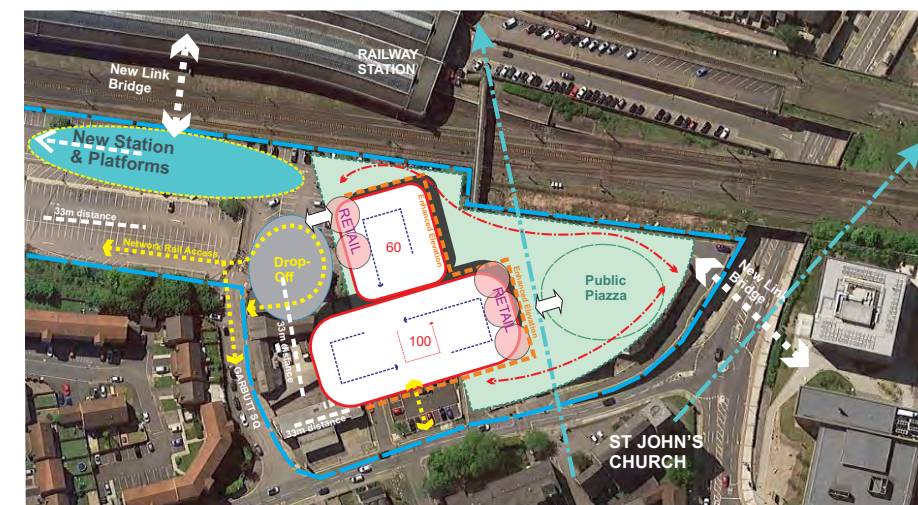 RAILWAY
STATION
New Link
Bridge
New Station
& Platforms
33m distance
Network Rail Access
Drop-
Off
RETAIL
60
Enhanced Elevation
Enhanced Elevation
RETAIL
100
Public
Piazza
New Link
Bridge
33m distance
GARBUTT SQ
33m distance
ST JOHN'S
CHURCH